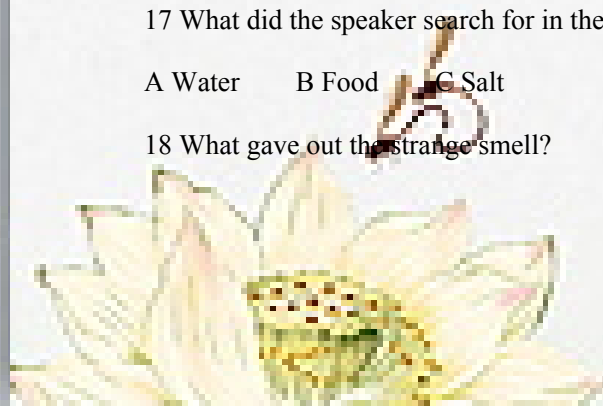 17 What did the speaker search for in the
A Water B Food C Salt
18 What gave out the strange smell?